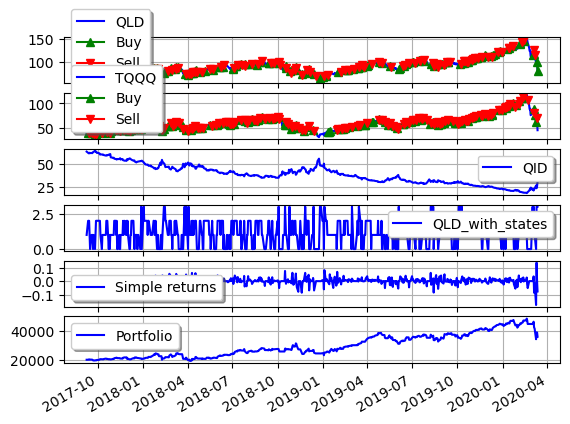 QLD
Buy
Sell
150
100
TQQQ
Buy
Sell
100
50
QID
50
25
QLD_with_states
2.5
0.0
Simple returns
0.1
0.0
−0.1
Portfolio
40000
20000
2017-10 2018-01 2018-04 2018-07 2018-10 2019-01 2019-04 2019-07 2019-10 2020-01 2020-04